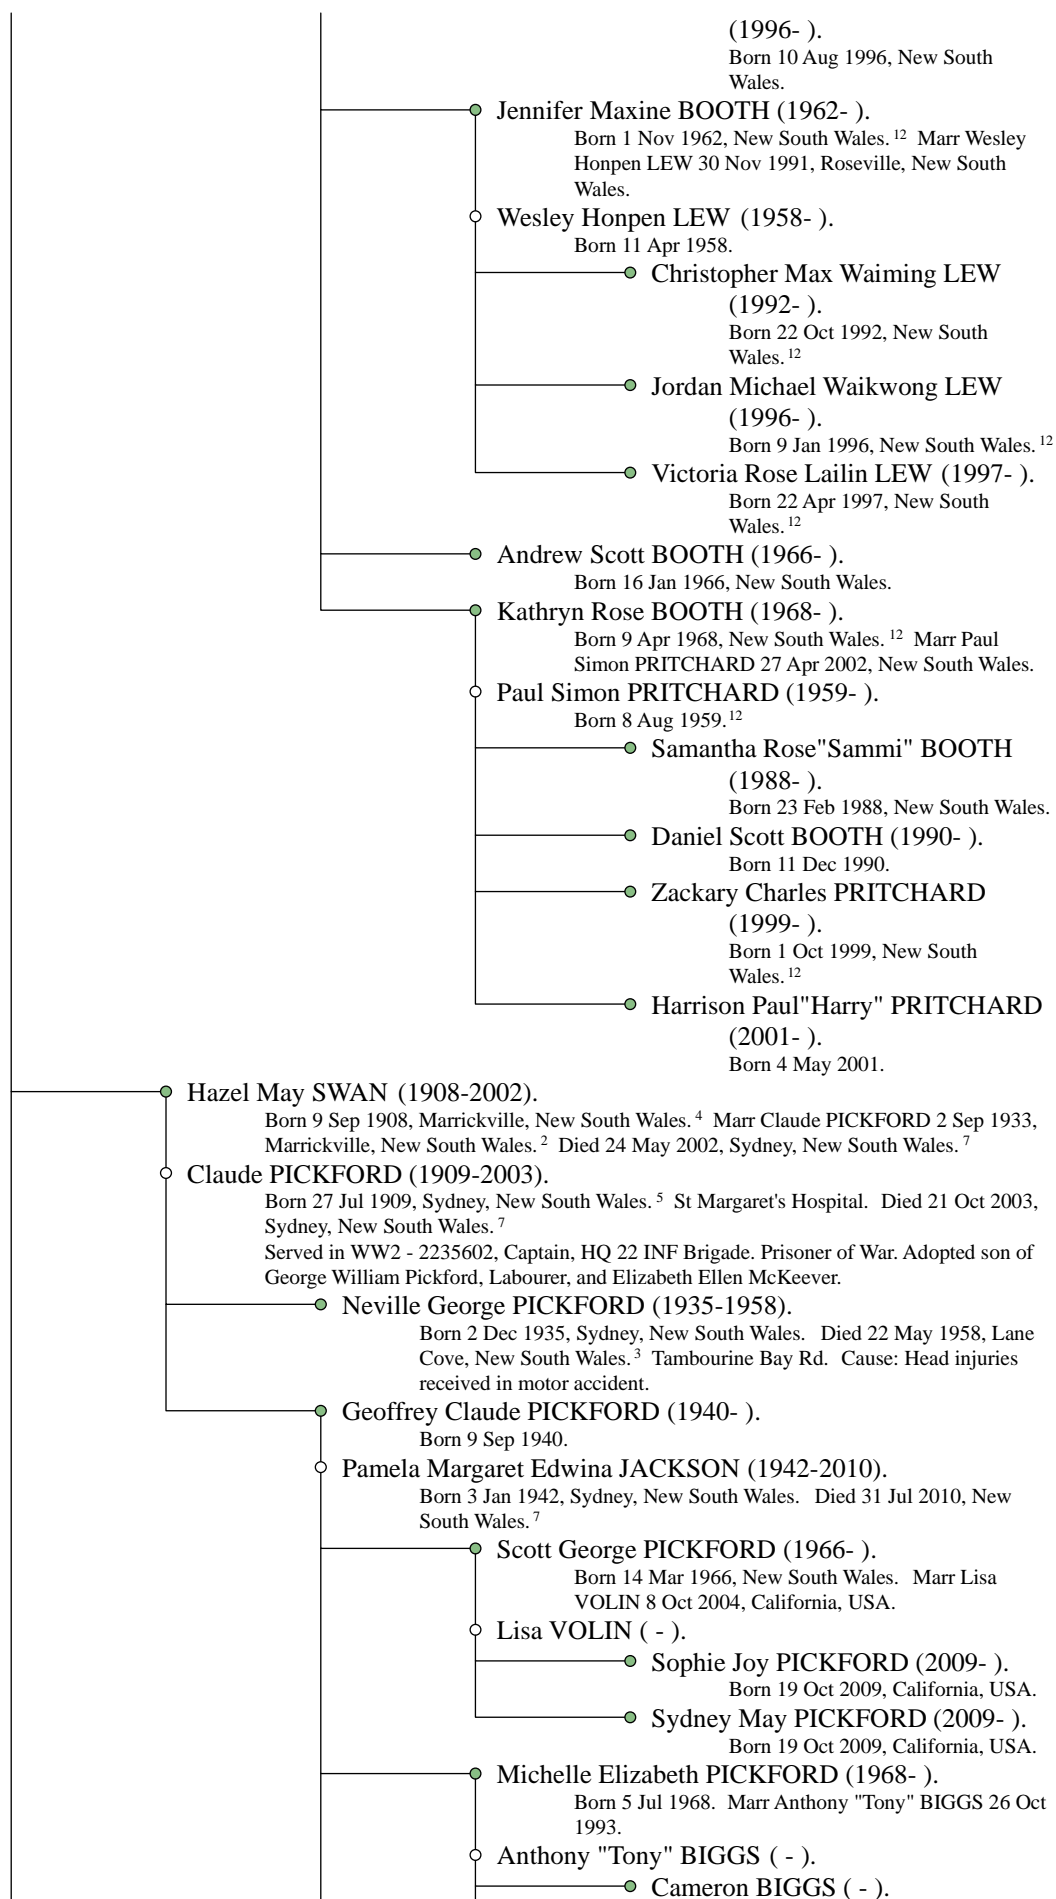 (1996- ).
Born 10 Aug 1996, New South
Wales.
Jennifer Maxine BOOTH (1962- ).
Born 1 Nov 1962, New South Wales. 12 Marr Wesley
Honpen LEW 30 Nov 1991, Roseville, New South
Wales.
Wesley Honpen LEW (1958- ).
Born 11 Apr 1958.
Christopher Max Waiming LEW
(1992- ).
Born 22 Oct 1992, New South
Wales. 12
Jordan Michael Waikwong LEW
(1996- ).
Born 9 Jan 1996, New South Wales. 12
Victoria Rose Lailin LEW (1997- ).
Born 22 Apr 1997, New South
Wales. 12
Andrew Scott BOOTH (1966- ).
Born 16 Jan 1966, New South Wales.
Kathryn Rose BOOTH (1968- ).
Born 9 Apr 1968, New South Wales. 12 Marr Paul
Simon PRITCHARD 27 Apr 2002, New South Wales.
Paul Simon PRITCHARD (1959- ).
Born 8 Aug 1959. 12
Samantha Rose"Sammi" BOOTH
(1988- ).
Born 23 Feb 1988, New South Wales.
Daniel Scott BOOTH (1990- ).
Born 11 Dec 1990.
Zackary Charles PRITCHARD
(1999- ).
Born 1 Oct 1999, New South
Wales. 12
Harrison Paul"Harry" PRITCHARD
(2001- ).
Born 4 May 2001.
Hazel May SWAN (1908-2002).
Born 9 Sep 1908, Marrickville, New South Wales. 4 Marr Claude PICKFORD 2 Sep 1933,
Marrickville, New South Wales. 2 Died 24 May 2002, Sydney, New South Wales. 7
Claude PICKFORD (1909-2003).
Born 27 Jul 1909, Sydney, New South Wales. 5 St Margaret's Hospital. Died 21 Oct 2003,
Sydney, New South Wales. 7
Served in WW2 - 2235602, Captain, HQ 22 INF Brigade. Prisoner of War. Adopted son of
George William Pickford, Labourer, and Elizabeth Ellen McKeever.
Neville George PICKFORD (1935-1958).
Born 2 Dec 1935, Sydney, New South Wales. Died 22 May 1958, Lane
Cove, New South Wales. 3 Tambourine Bay Rd. Cause: Head injuries
received in motor accident.
Geoffrey Claude PICKFORD (1940- ).
Born 9 Sep 1940.
Pamela Margaret Edwina JACKSON (1942-2010).
Born 3 Jan 1942, Sydney, New South Wales. Died 31 Jul 2010, New
South Wales. 7
Scott George PICKFORD (1966- ).
Born 14 Mar 1966, New South Wales. Marr Lisa
VOLIN 8 Oct 2004, California, USA.
Lisa VOLIN ( - ).
Sophie Joy PICKFORD (2009- ).
Born 19 Oct 2009, California, USA.
Sydney May PICKFORD (2009- ).
Born 19 Oct 2009, California, USA.
Michelle Elizabeth PICKFORD (1968- ).
Born 5 Jul 1968. Marr Anthony "Tony" BIGGS 26 Oct
1993.
Anthony "Tony" BIGGS ( - ).
Cameron BIGGS ( - ).